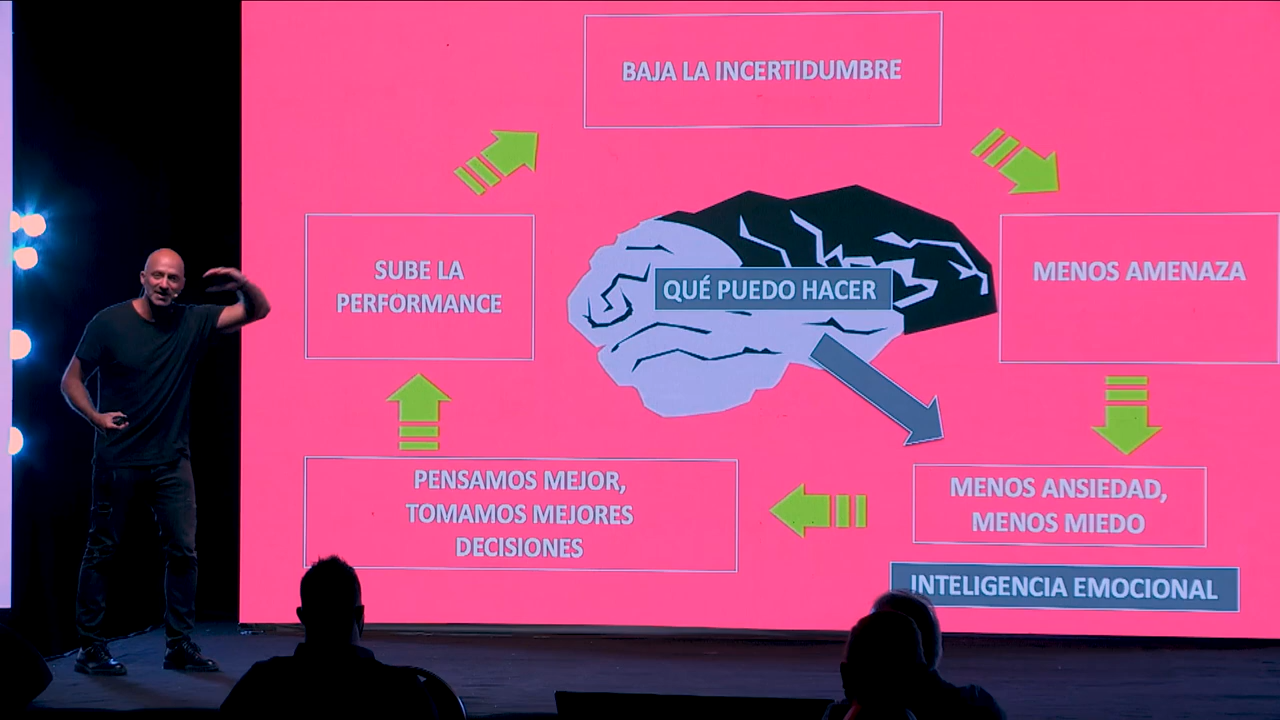 BAJA LA INCERTIDUMBRE
SUBE LA
PERFORMANCE
QUÉ PUEDO HACER
MENOS AMENAZA
PENSAMOS MEJOR,
TOMAMOS MEJORES
DECISIONES
MENOS ANSIEDAD,
MENOS MIEDO
INTELIGENCIA EMOCIONAL